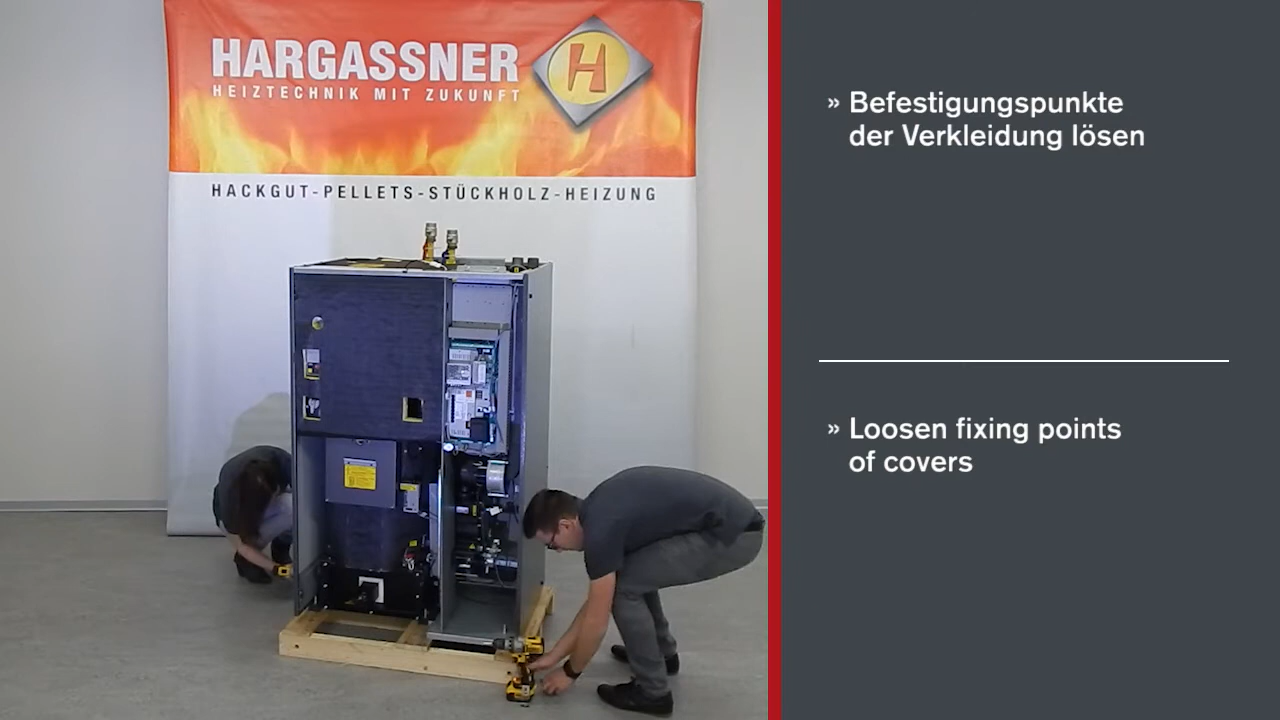 HARGASSNER
HEIZTECHNIK MIT ZUKUNFT
H
HACKGUT-PELLETS-STÜCKHOLZ-HEIZUNG
» Befestigungspunkte
der Verkleidung lösen
» Loosen fixing points
of covers